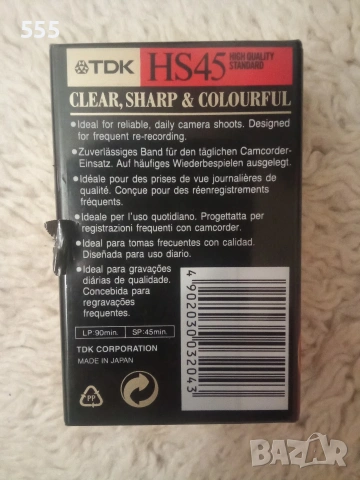 555
TDK HS45 HIGH QUALITY
STANDARD
CLEAR, SHARP & COLOURFUL
•Ideal for reliable, daily camera shoots. Designed
for frequent re-recording.
•Zuverlässiges Band für den täglichen Camcorder-
Einsatz. Auf häufiges Wiederbespielen ausgelegt.
•Idéale pour des prises de vue journalières de
qualité. Conçue pour des réenregistrements
fréquents.
•Ideale per l'uso quotidiano. Progettatta per
registrazioni frequenti con camcorder.
•Ideal para tomas frecuentes con calidad.
Diseñada para uso diario.
•Ideal para gravações
diárias de qualidade.
Concebida para
regravações
frequentes.
LP:90min. SP:45min.
TDK CORPORATION
MADE IN JAPAN
PP
4902030032043
BAZAR.bg